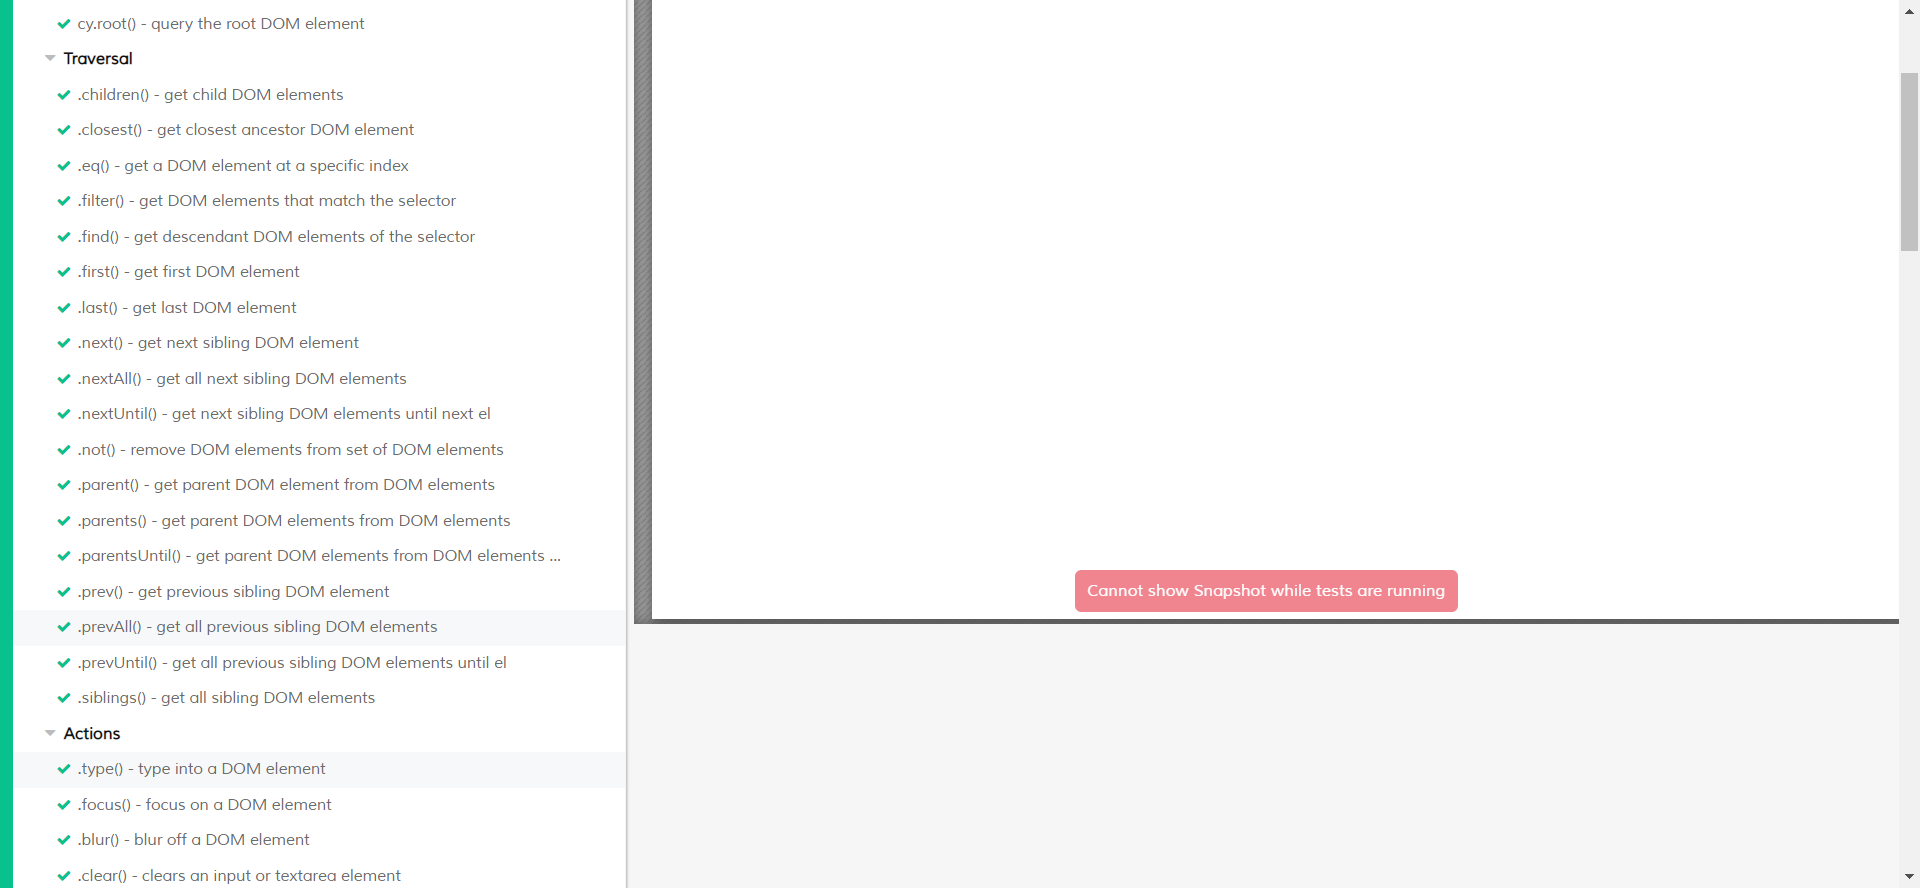 cy.root() - query the root DOM element
Traversal
.children() - get child DOM elements
.closest() - get closest ancestor DOM element
.eq() - get a DOM element at a specific index
.filter() - get DOM elements that match the selector
.find() - get descendant DOM elements of the selector
.first() - get first DOM element
.last() - get last DOM element
.next() - get next sibling DOM element
.nextAll() - get all next sibling DOM elements
.nextUntil() - get next sibling DOM elements until next el
.not() - remove DOM elements from set of DOM elements
.parent() - get parent DOM element from DOM elements
.parents() - get parent DOM elements from DOM elements
.parentsUntil() - get parent DOM elements from DOM elements ...
.prev() - get previous sibling DOM element
.prevAll() - get all previous sibling DOM elements
.prevUntil() - get all previous sibling DOM elements until el
.siblings() - get all sibling DOM elements
Actions
.type() - type into a DOM element
.focus() - focus on a DOM element
.blur() - blur off a DOM element
.clear() - clears an input or textarea element
Cannot show Snapshot while tests are running